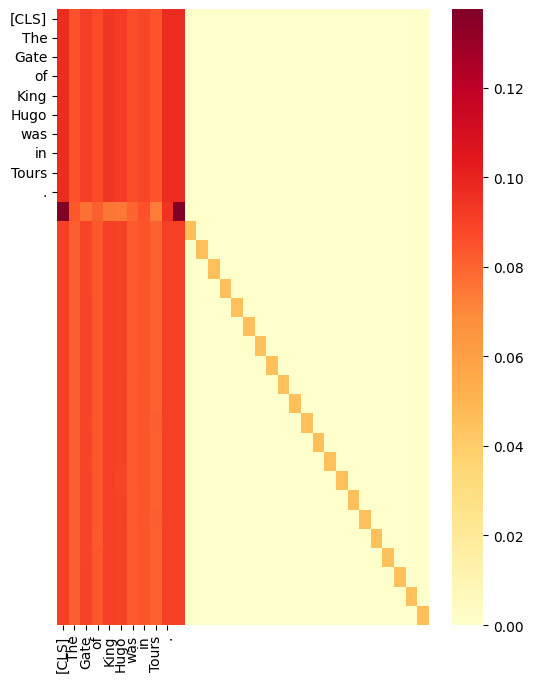 [CLS]
The
Gate
of
King
Hugo
was
in
Tours
.
0.12
0.10
0.08
0.06
0.04
0.02
0.00
[CLS]
The
Gate
of
King
Hugo
was
in
Tours
.